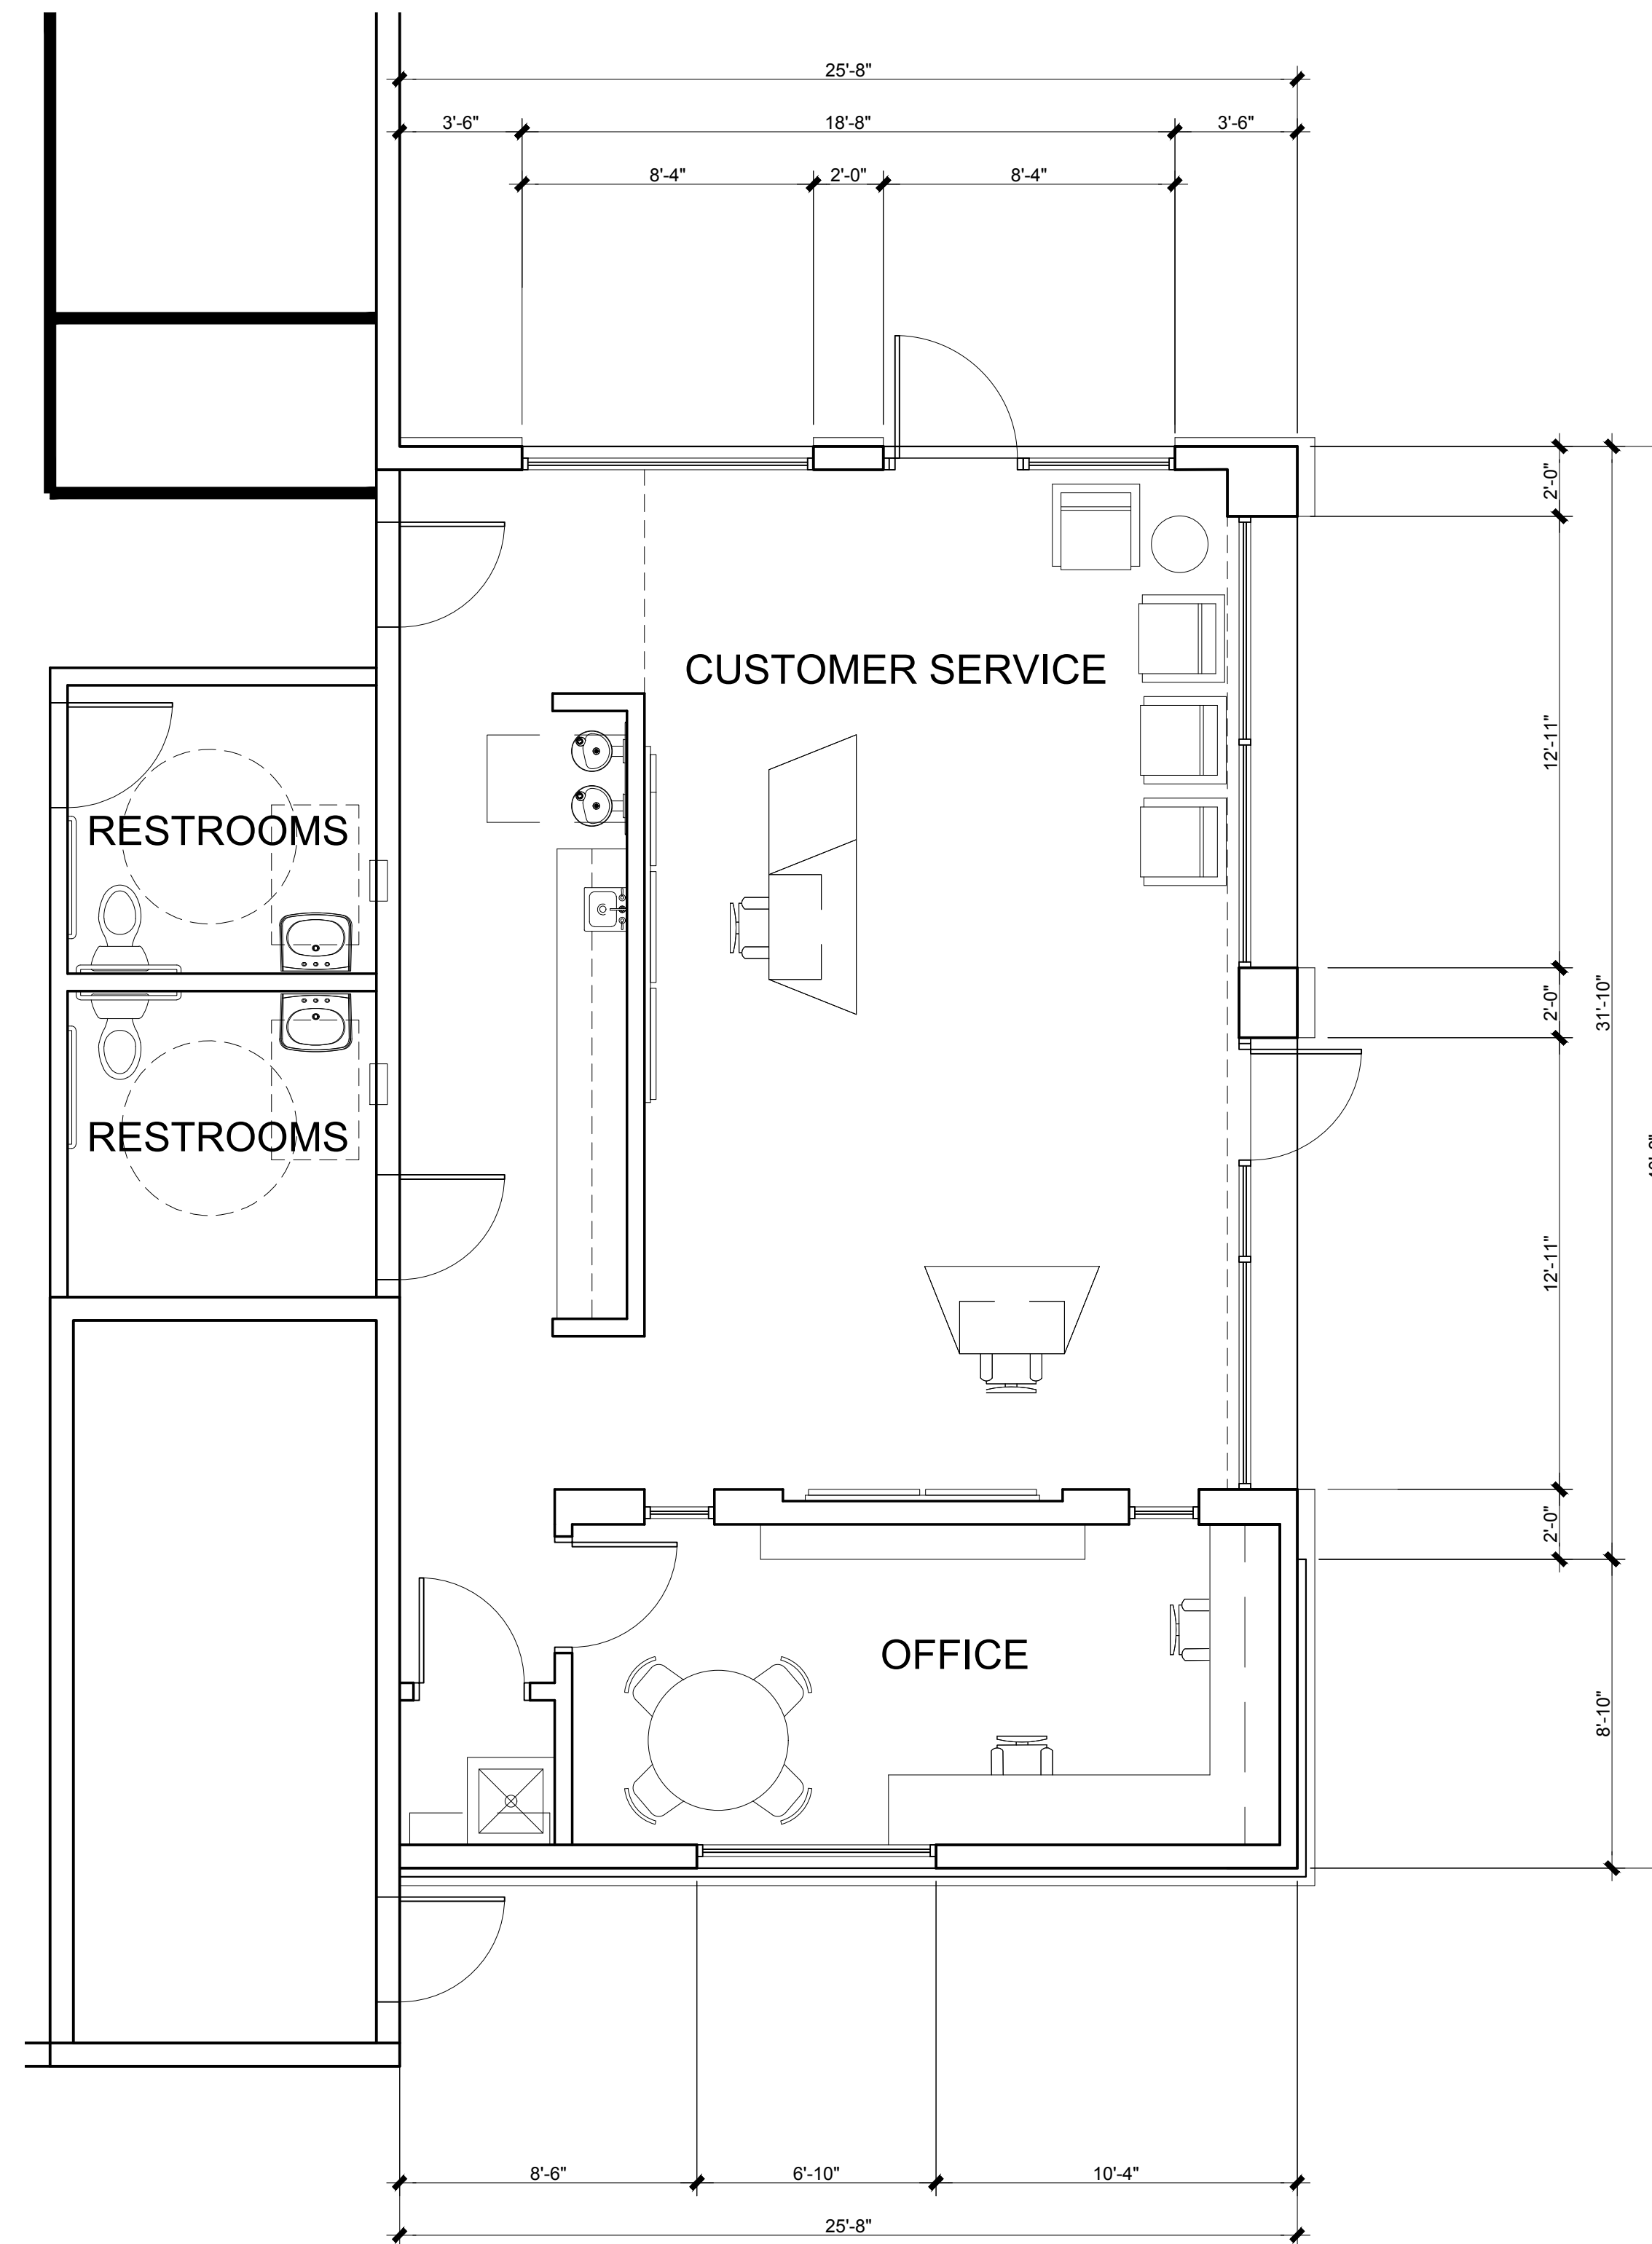 25'-8"
3'-6" 18'-8" 3'-6"
8'-4" 2'-0" 8'-4"
2'-0"
CUSTOMER SERVICE
12'-11"
RESTROOMS
2'-0"
31'-10"
RESTROOMS
12'-11"
2'-0"
OFFICE
8'-10"
8'-6" 6'-10" 10'-4"
25'-8"